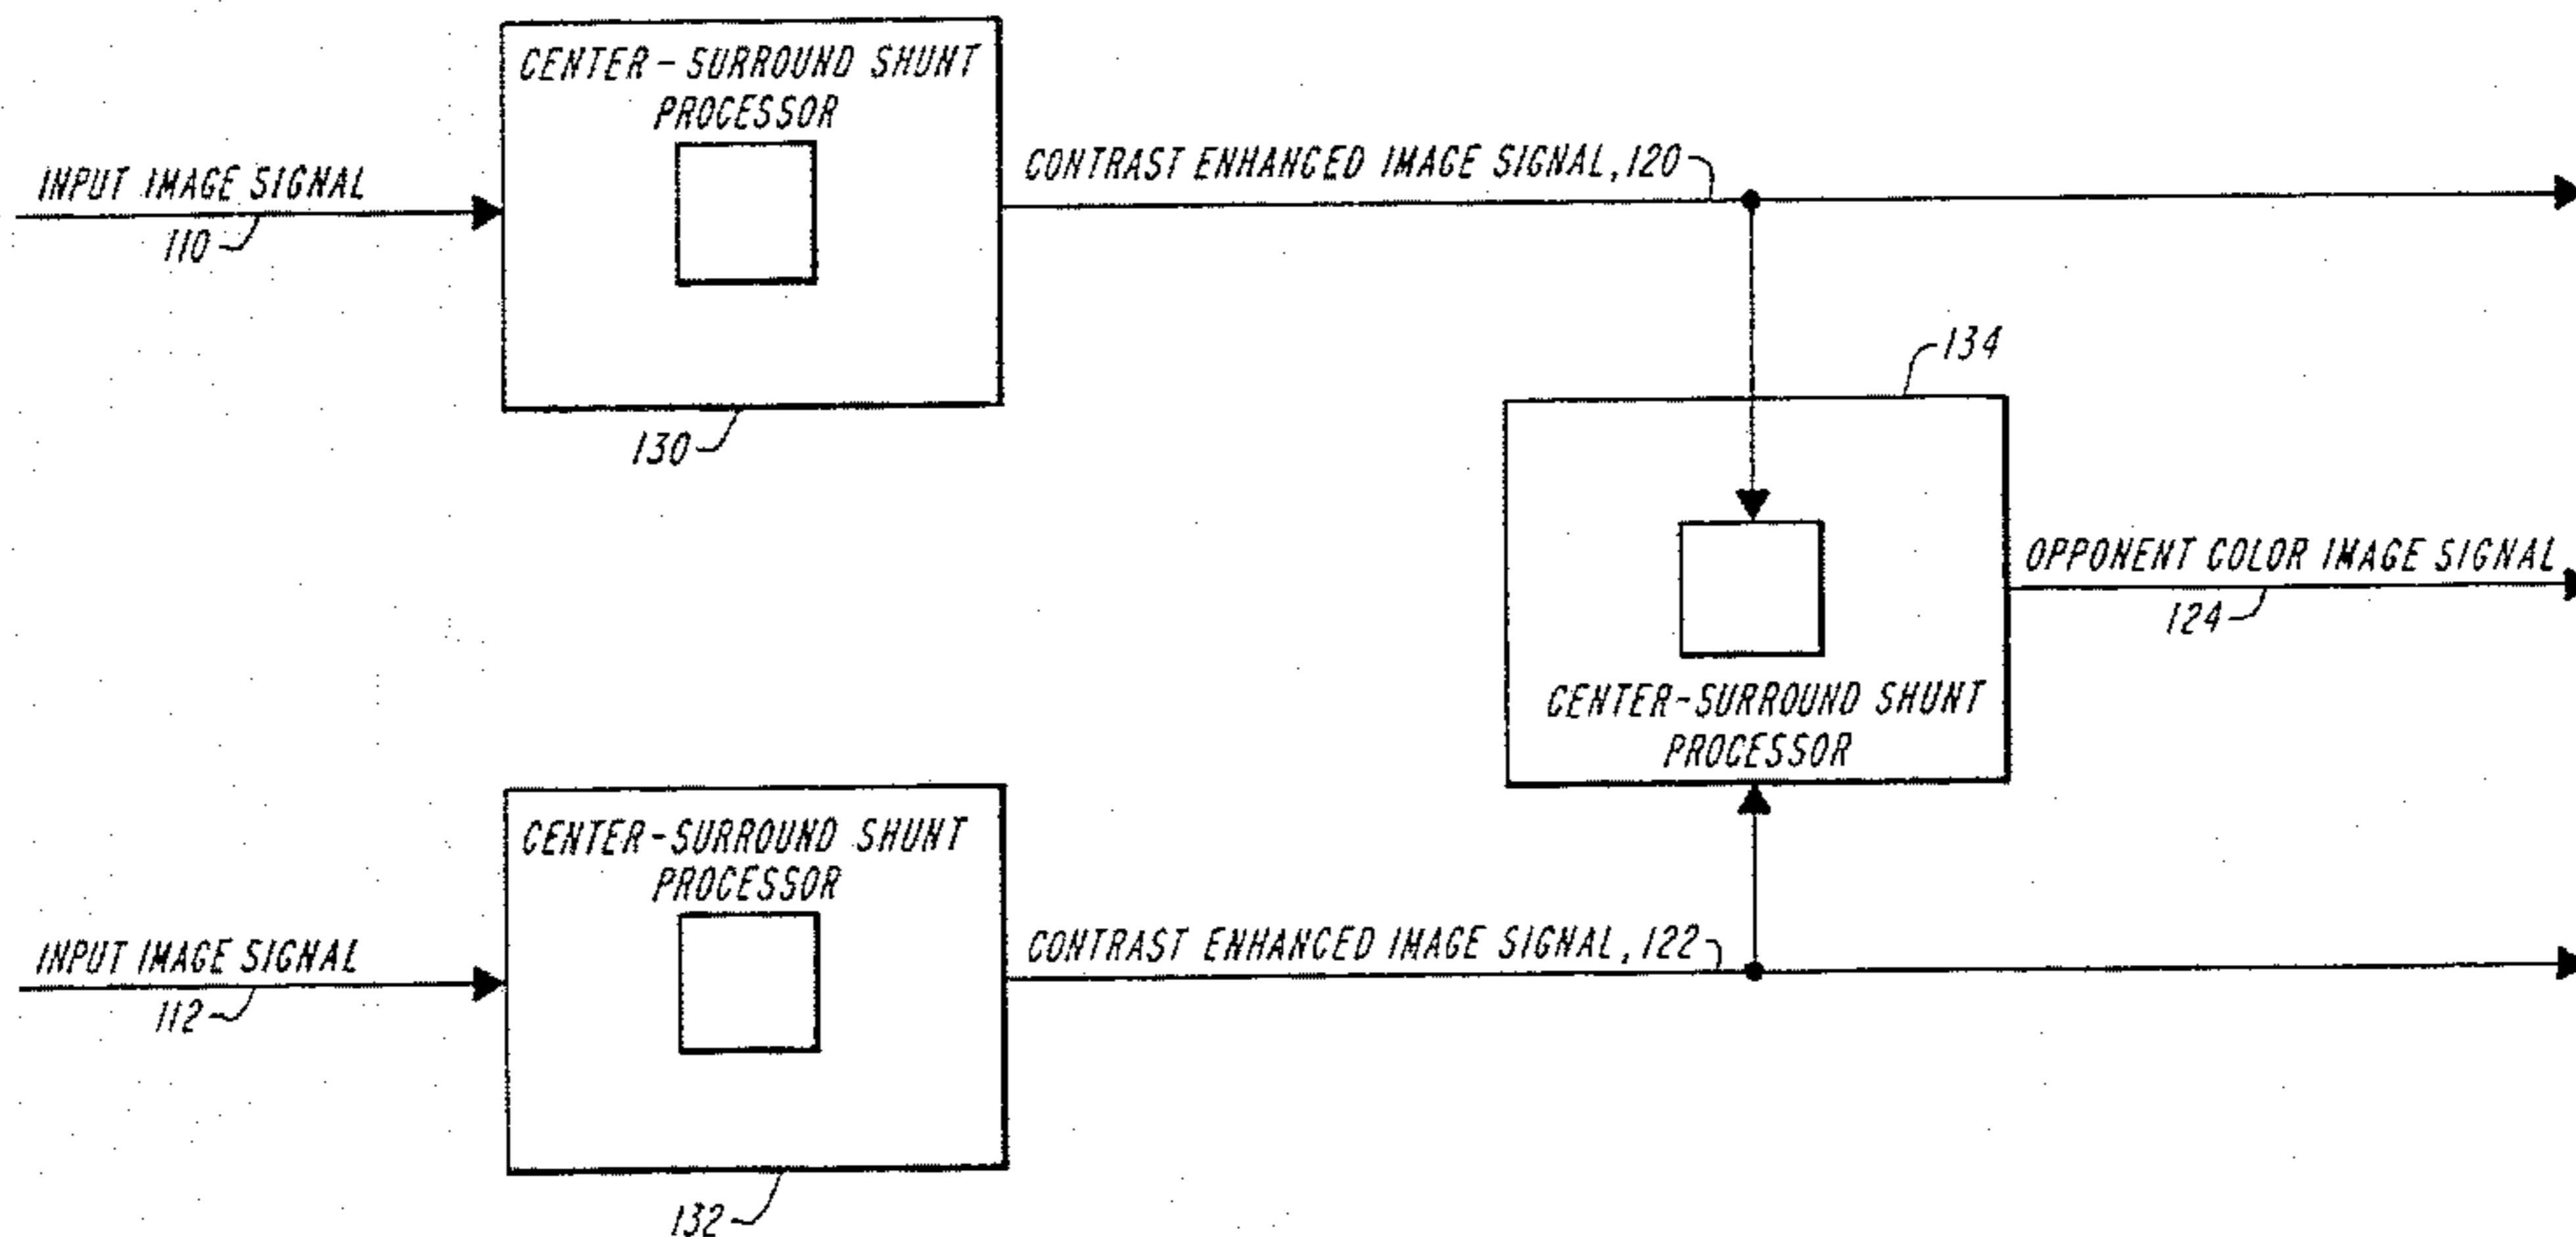 CENTER-SURROUND SHUNT
PROCESSOR
INPUT IMAGE SIGNAL
110
130
CONTRAST ENHANCED IMAGE SIGNAL, 120
134
CENTER-SURROUND SHUNT
PROCESSOR
OPPONENT COLOR IMAGE SIGNAL
124
CENTER-SURROUND SHUNT
PROCESSOR
INPUT IMAGE SIGNAL
112
132
CONTRAST ENHANCED IMAGE SIGNAL, 122